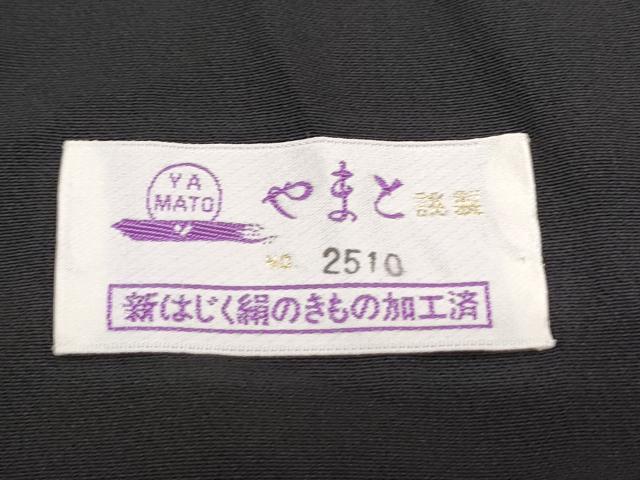 YA
MATO
やまと 謹製
NO. 2510
新はじく絹のきもの加工済